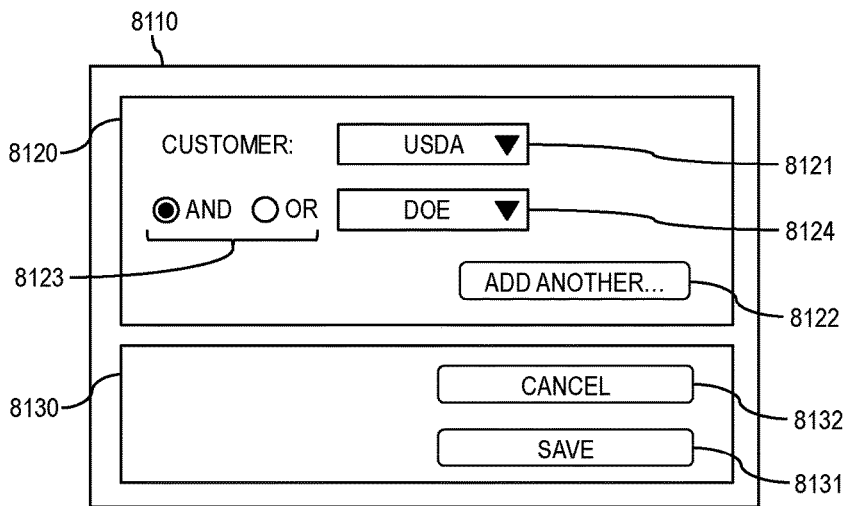 8110
8120
CUSTOMER:
USDA
8121
AND
OR
DOE
8124
8123
ADD ANOTHER...
8122
8130
CANCEL
8132
SAVE
8131